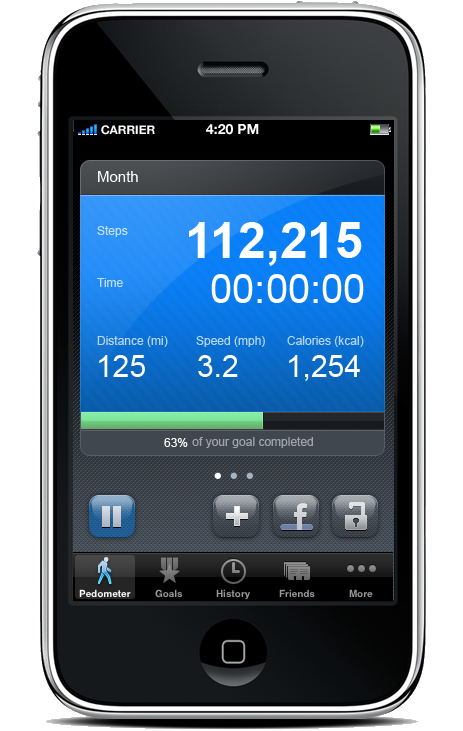 CARRIER 4:20 PM
Month
Steps 112,215
Time 00:00:00
Distance (mi) Speed (mph) Calories (kcal)
125 3.2 1,254
63% of your goal completed
f
Pedometer Goals History Friends More